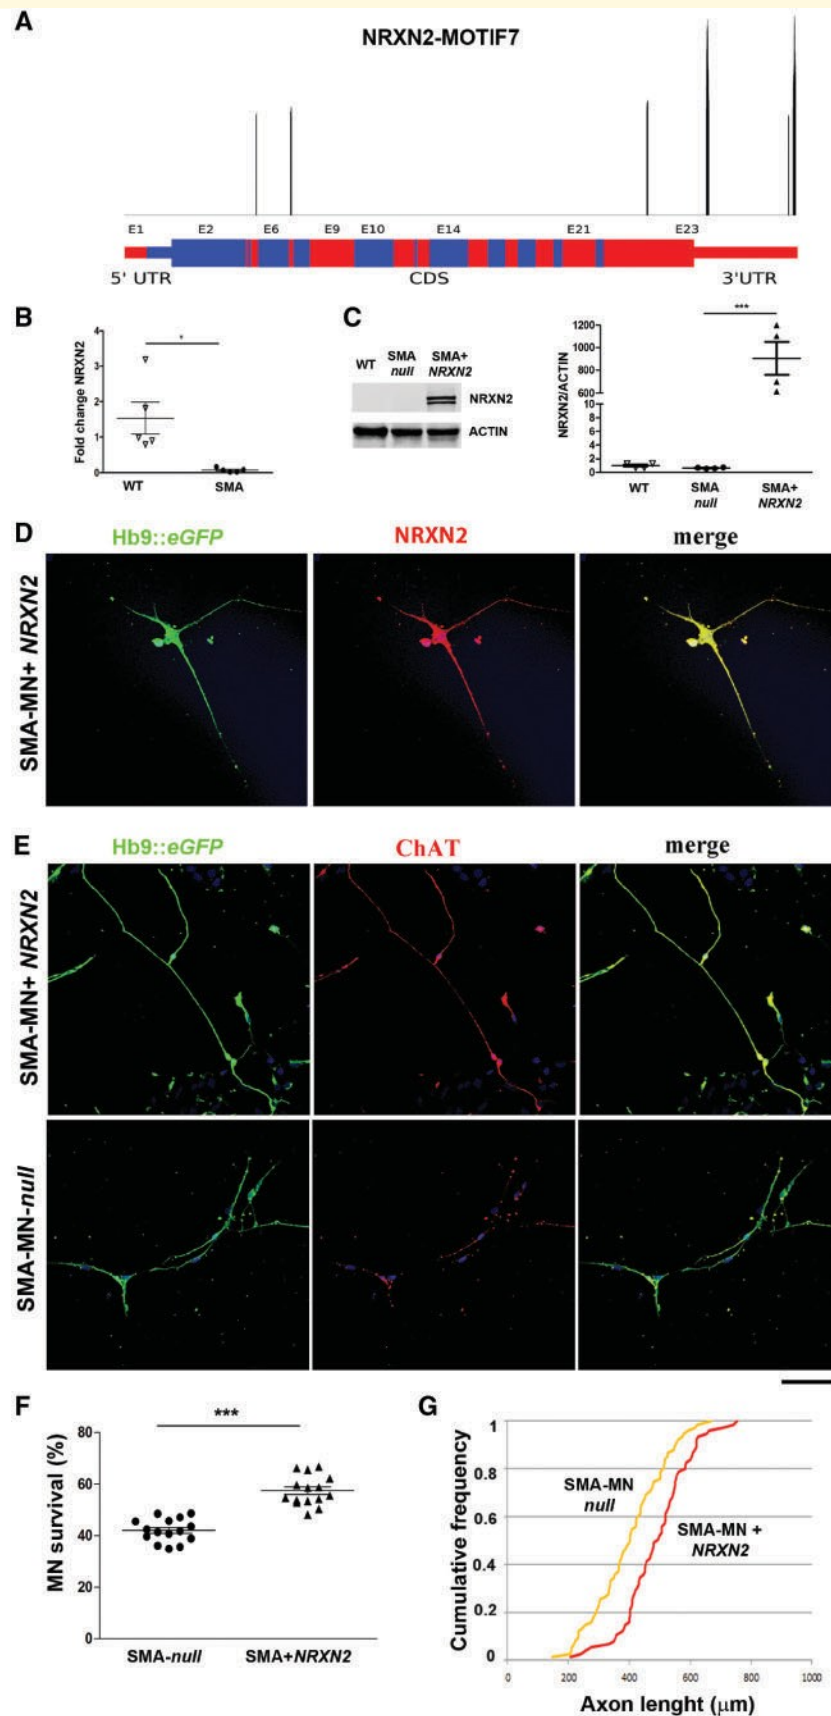 A
NRXN2-MOTIF7
E1 E2 E6 E9 E10 E14 E21 E23
5' UTR CDS 3'UTR
B
Fold change NRXN2
4
3
2
1
0
*
WT SMA
C
WT SMA null SMA+ NRXN2
NRXN2
ACTIN
NRXN2/ACTIN
1200
1000
800
600
10
8
6
4
2
0
***
WT SMA null SMA+ NRXN2
D
Hb9::eGFP NRXN2 merge
SMA-MN+ NRXN2
E
Hb9::eGFP ChAT merge
SMA-MN+ NRXN2
SMA-MN-null
F
MN survival (%)
80
60
40
20
0
***
SMA-null SMA+NRXN2
G
Cumulative frequency
1
0.8
0.6
0.4
0.2
0
SMA-MN
null
SMA-MN +
NRXN2
0 200 400 600 800 1000
Axon lenght (μm)